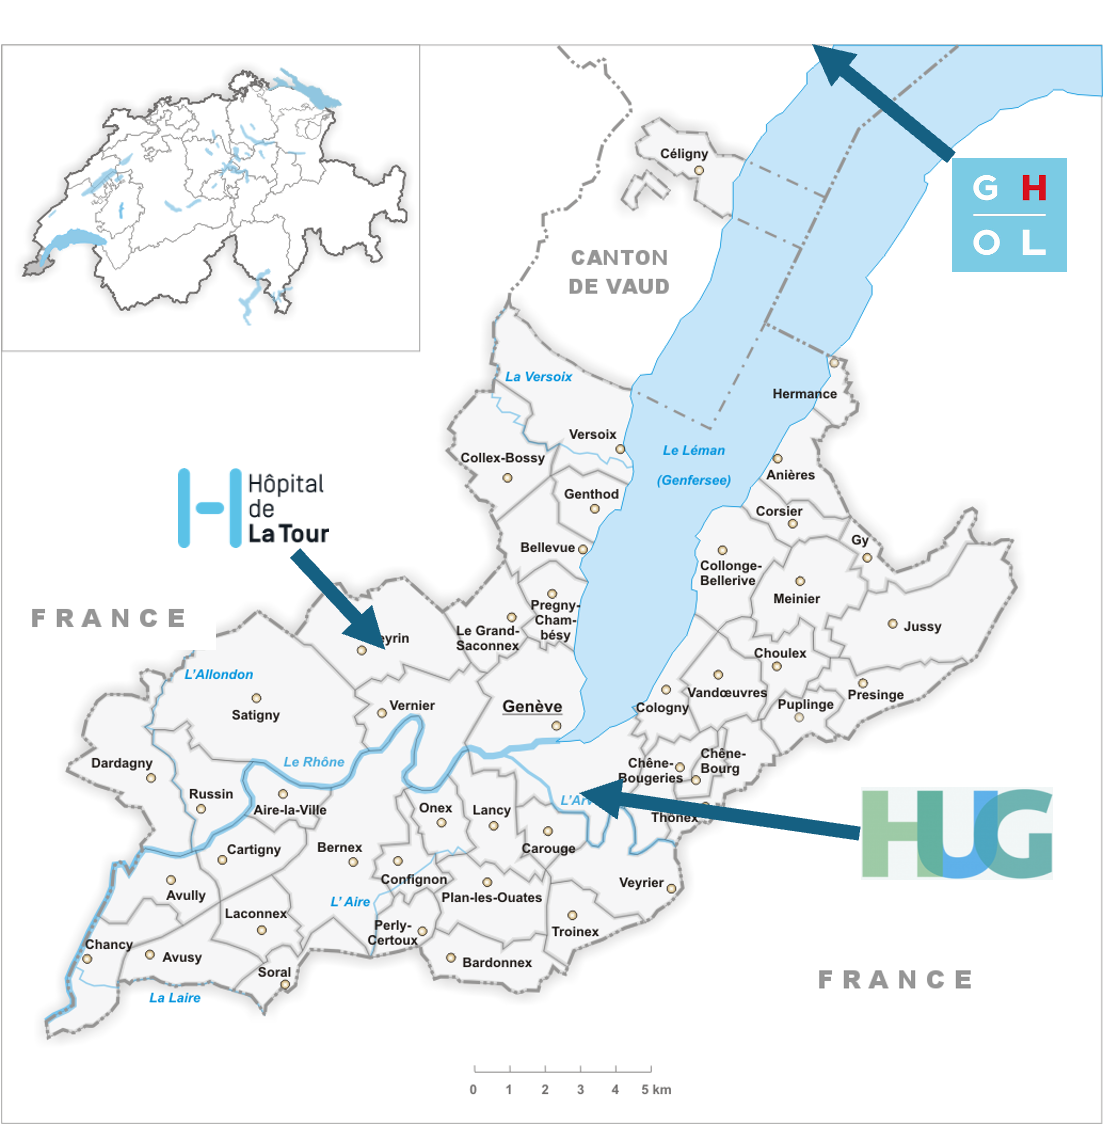 Céligny
G H
O L
CANTON
DE VAUD
La Versoix
Hermance
Versoix
Le Léman
(Genfersee)
Collex-Bossy
Anières
Hôpital
de
La Tour
Genthod
Corsier
Gy
Bellevue
Collonge-
Bellerive
Meinier
FRANCE
Pregny-
Cham-
bésy
Le Grand-
Saconnex
eyrin
Jussy
Choulex
L'Allondon
Satigny
Vernier
Genève
Cologny
Vandœuvres
Puplinge
Presinge
Dardagny
Le Rhône
Chêne-
Bougeries
Chêne-
Bourg
Russin
Aire-la-Ville
Onex
Lancy
L'Arv
Thônex
HUG
Cartigny
Bernex
Carouge
Confignon
Veyrier
Avully
L' Aire
Plan-les-Ouates
Laconnex
Perly-
Certoux
Troinex
Chancy
Avusy
Bardonnex
Soral
La Laire
FRANCE
0 1 2 3 4 5 km